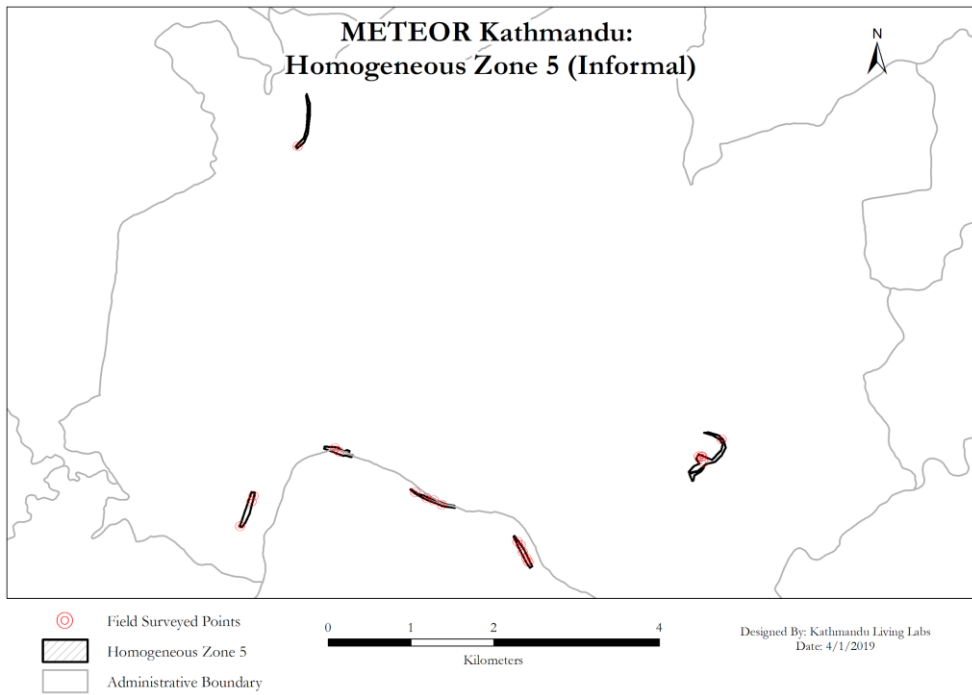 METEOR Kathmandu:
Homogeneous Zone 5 (Informal)
N
Field Surveyed Points
Homogeneous Zone 5
Administrative Boundary
0 1 2 4
Kilometers
Designed By: Kathmandu Living Labs
Date: 4/1/2019